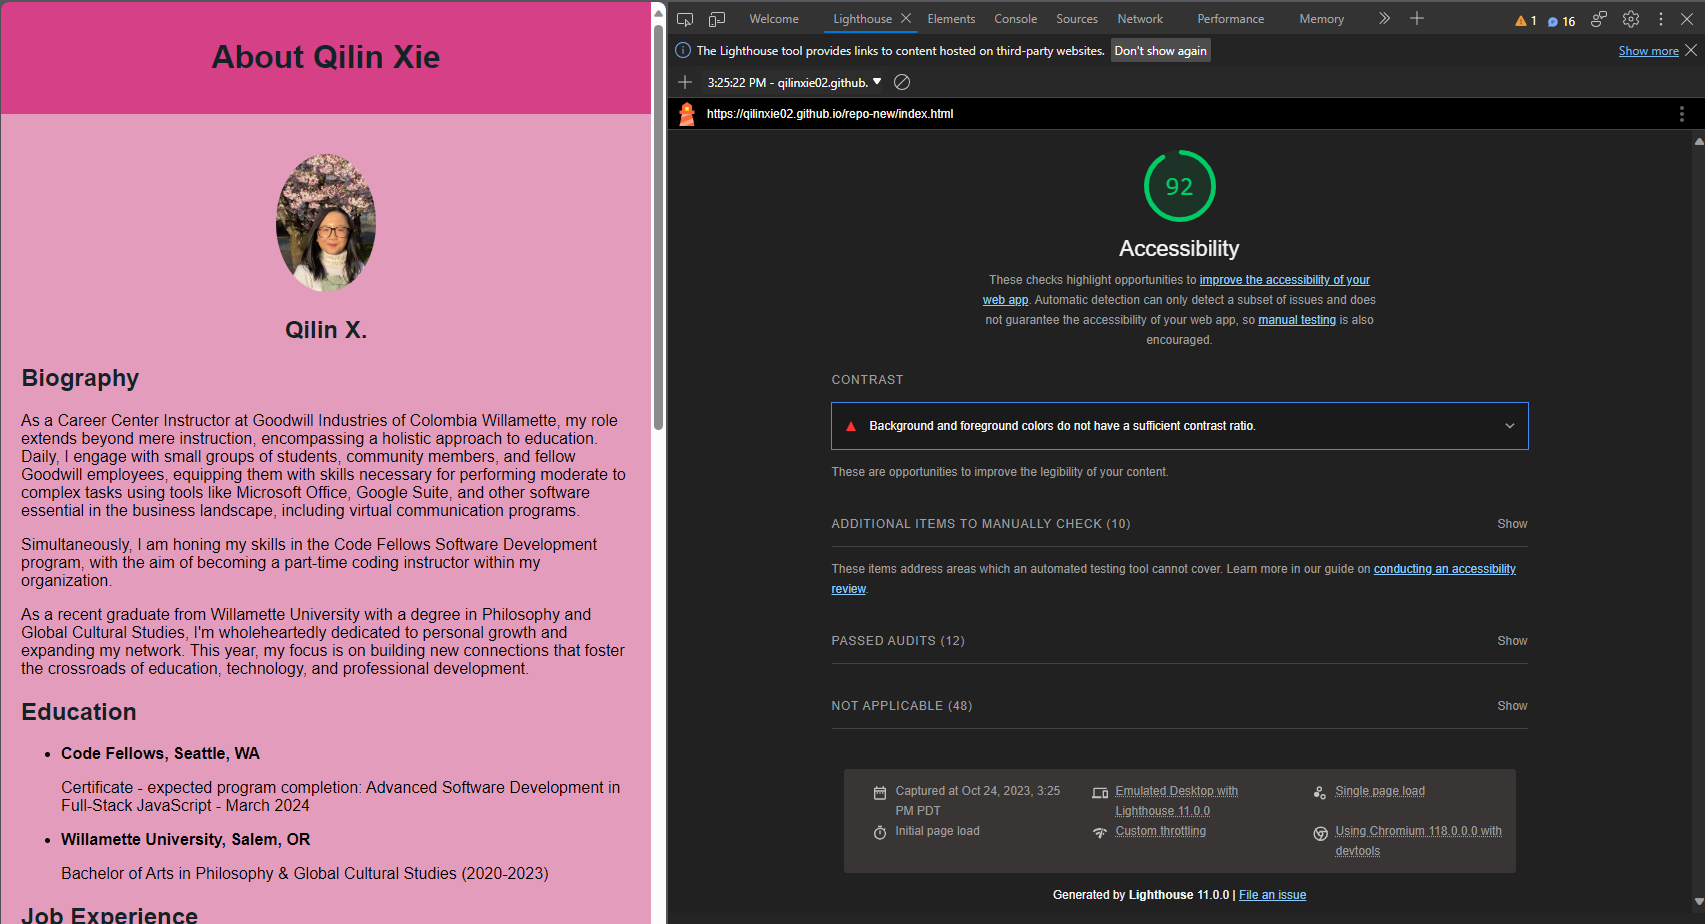 About Qilin Xie
Qilin X.
Biography
As a Career Center Instructor at Goodwill Industries of Colombia Willamette, my role
extends beyond mere instruction, encompassing a holistic approach to education.
Daily, I engage with small groups of students, community members, and fellow
Goodwill employees, equipping them with skills necessary for performing moderate to
complex tasks using tools like Microsoft Office, Google Suite, and other software
essential in the business landscape, including virtual communication programs.
Simultaneously, I am honing my skills in the Code Fellows Software Development
program, with the aim of becoming a part-time coding instructor within my
organization.
As a recent graduate from Willamette University with a degree in Philosophy and
Global Cultural Studies, I'm wholeheartedly dedicated to personal growth and
expanding my network. This year, my focus is on building new connections that foster
the crossroads of education, technology, and professional development.
Education
• Code Fellows, Seattle, WA
Certificate - expected program completion: Advanced Software Development in
Full-Stack JavaScript - March 2024
• Willamette University, Salem, OR
Bachelor of Arts in Philosophy & Global Cultural Studies (2020-2023)
Job Experience
Welcome Lighthouse Elements Console Sources Network Performance Memory 1 16
The Lighthouse tool provides links to content hosted on third-party websites. Don't show again Show more
3:25:22 PM - qilinxie02.github.
https://qilinxie02.github.io/repo-new/index.html
92
Accessibility
These checks highlight opportunities to improve the accessibility of your
web app. Automatic detection can only detect a subset of issues and does
not guarantee the accessibility of your web app, so manual testing is also
encouraged.
CONTRAST
Background and foreground colors do not have a sufficient contrast ratio.
These are opportunities to improve the legibility of your content.
ADDITIONAL ITEMS TO MANUALLY CHECK (10) Show
These items address areas which an automated testing tool cannot cover. Learn more in our guide on conducting an accessibility
review.
PASSED AUDITS (12) Show
NOT APPLICABLE (48) Show
Captured at Oct 24, 2023, 3:25
PM PDT
Emulated Desktop with
Lighthouse 11.0.0
Single page load
Initial page load
Custom throttling
Using Chromium 118.0.0.0 with
devtools
Generated by Lighthouse 11.0.0 | File an issue